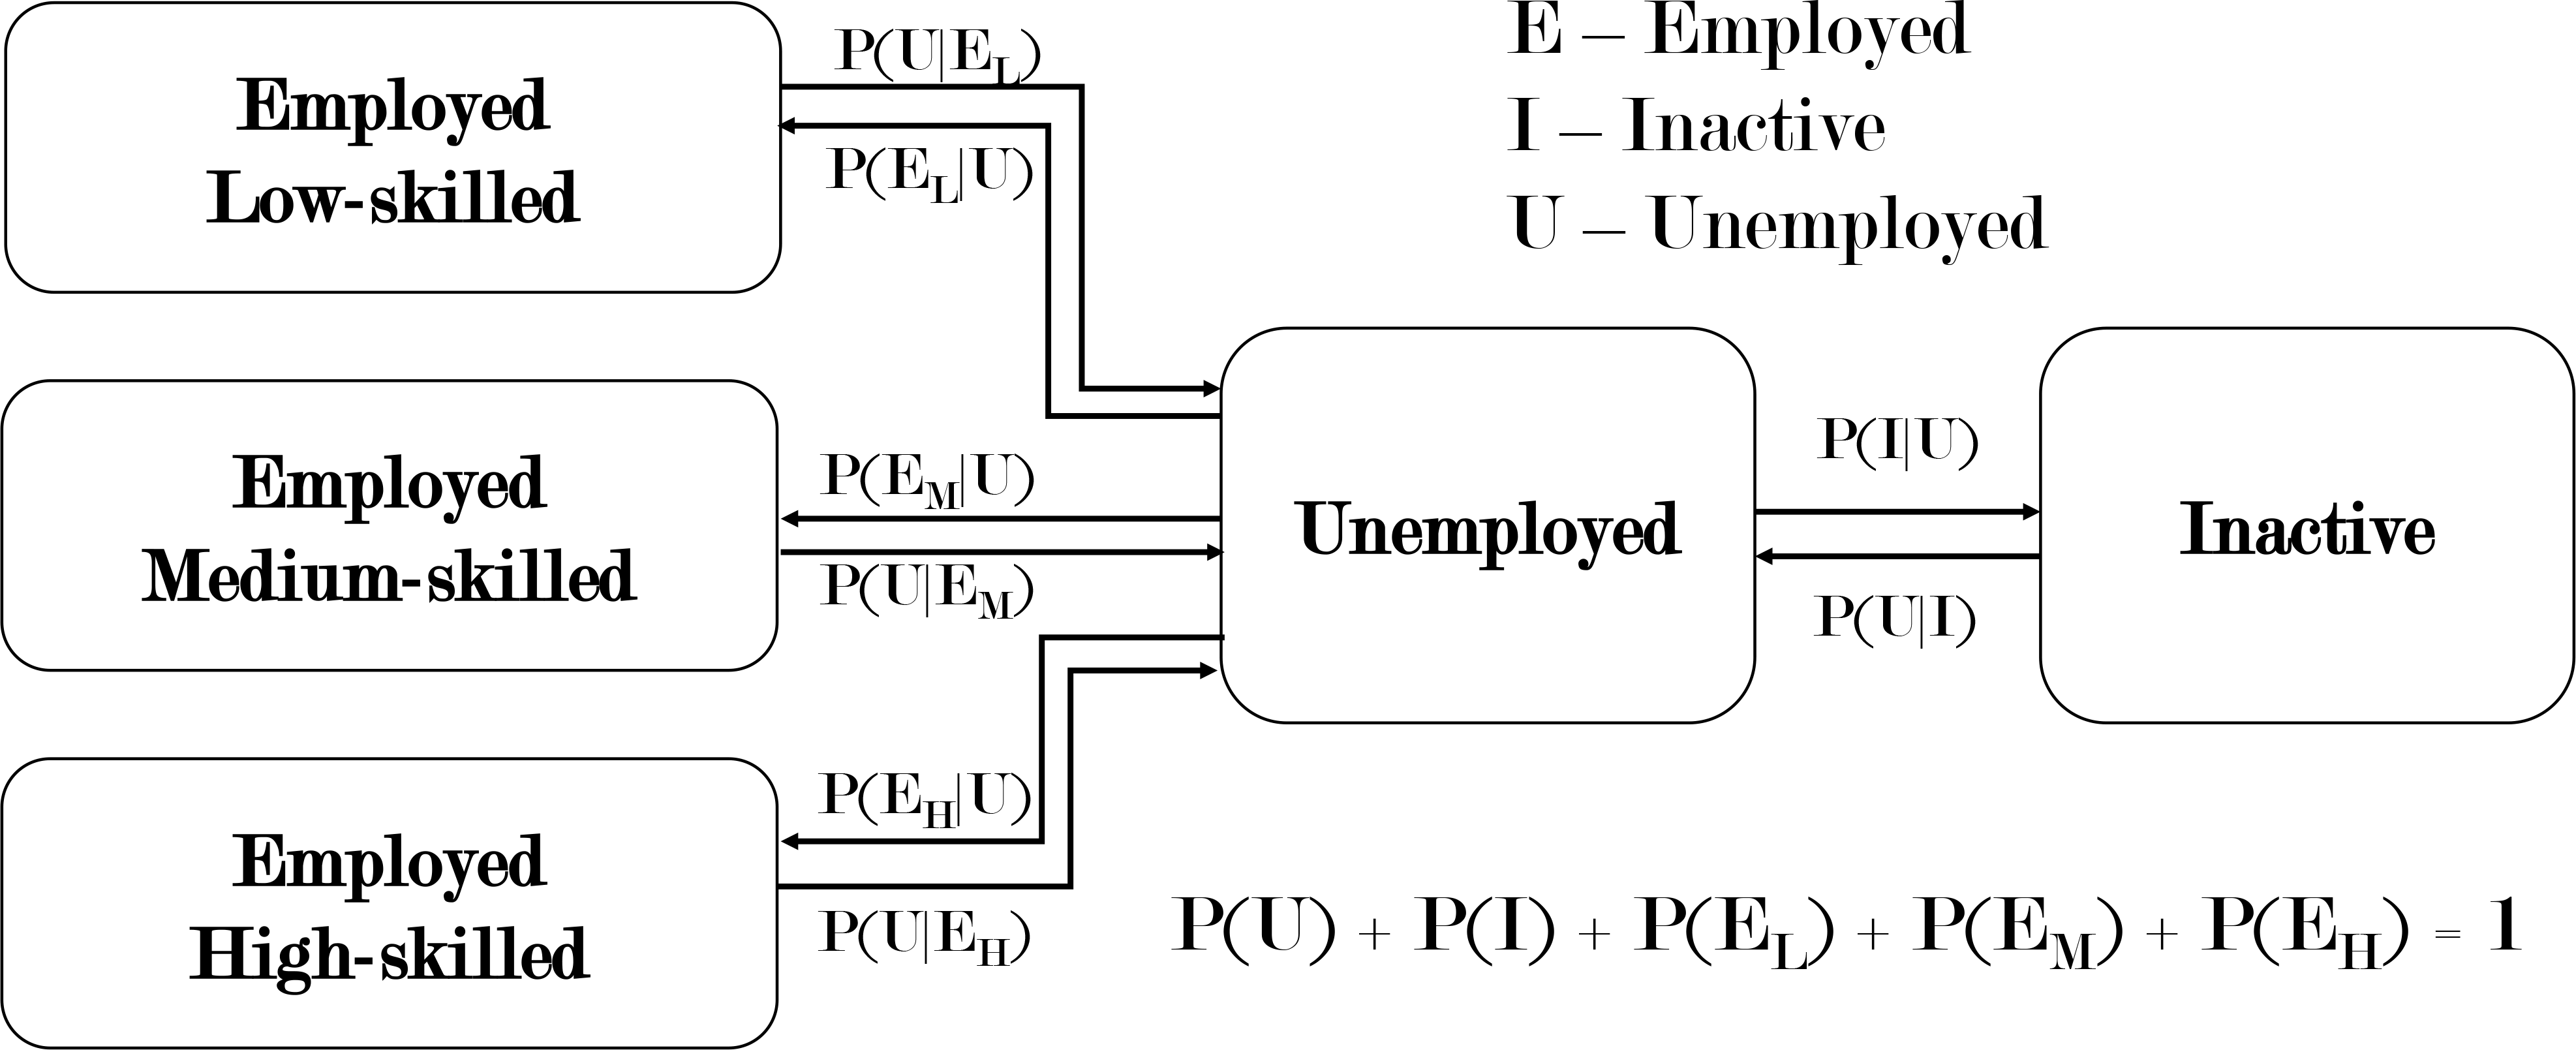 Employed
Low-skilled
P(U|E_L)
P(E_L|U)
E – Employed
I – Inactive
U – Unemployed
Employed
Medium-skilled
P(E_M|U)
P(U|E_M)
Unemployed
P(I|U)
P(U|I)
Inactive
Employed
High-skilled
P(E_H|U)
P(U|E_H)
P(U) + P(I) + P(E_L) + P(E_M) + P(E_H) = 1